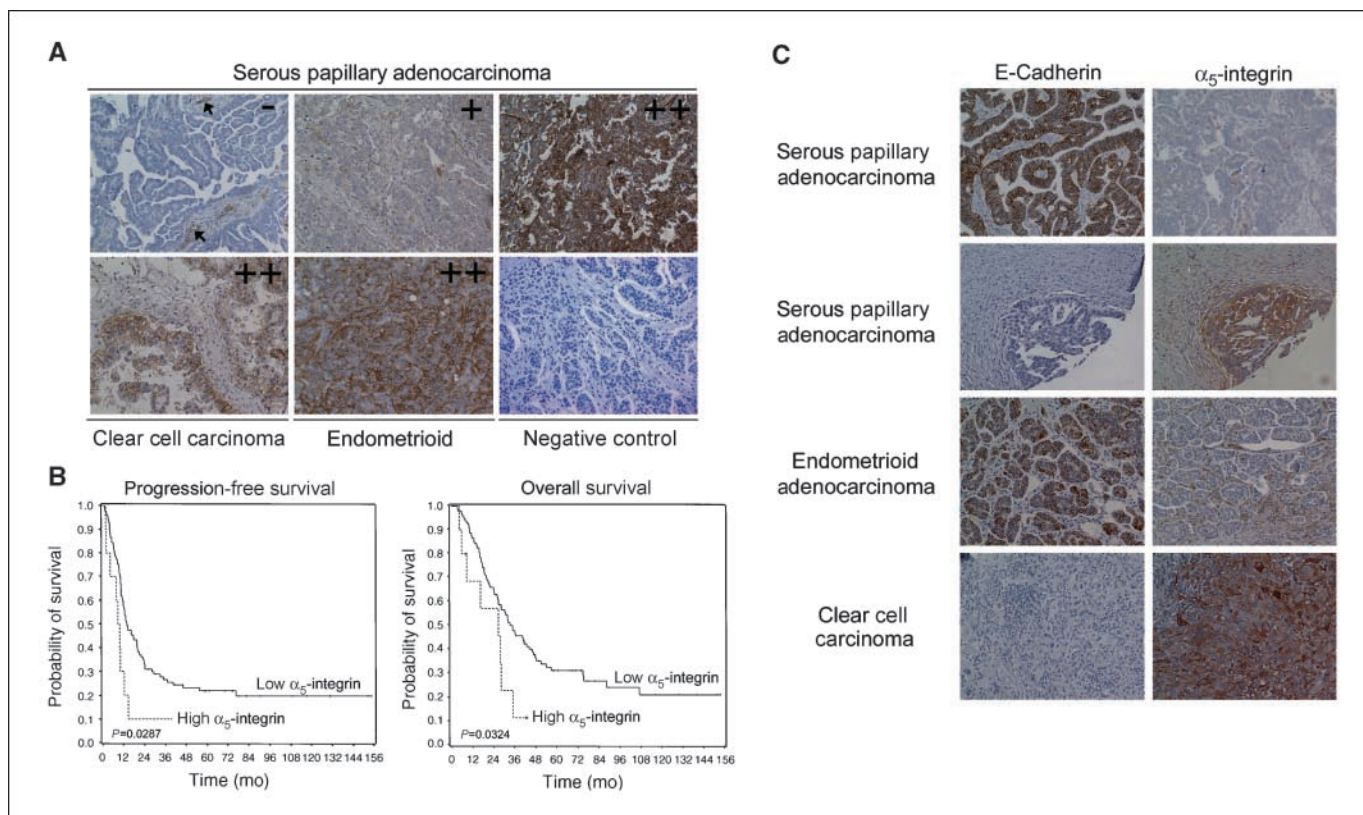 A
Serous papillary adenocarcinoma
-
+
++
++
++
Clear cell carcinoma
Endometrioid
Negative control
B
Progression-free survival
Probability of survival
1.0
0.9
0.8
0.7
0.6
0.5
0.4
0.3
0.2
0.1
0.0
Low α5-integrin
High α5-integrin
P=0.0287
0 12 24 36 48 60 72 84 96 108 120 132 144 156
Time (mo)
Overall survival
Probability of survival
1.0
0.9
0.8
0.7
0.6
0.5
0.4
0.3
0.2
0.1
0.0
Low α5-integrin
High α5-integrin
P=0.0324
0 12 24 36 48 60 72 84 96 108 120 132 144 156
Time (mo)
C
E-Cadherin
α5-integrin
Serous papillary
adenocarcinoma
Serous papillary
adenocarcinoma
Endometrioid
adenocarcinoma
Clear cell
carcinoma